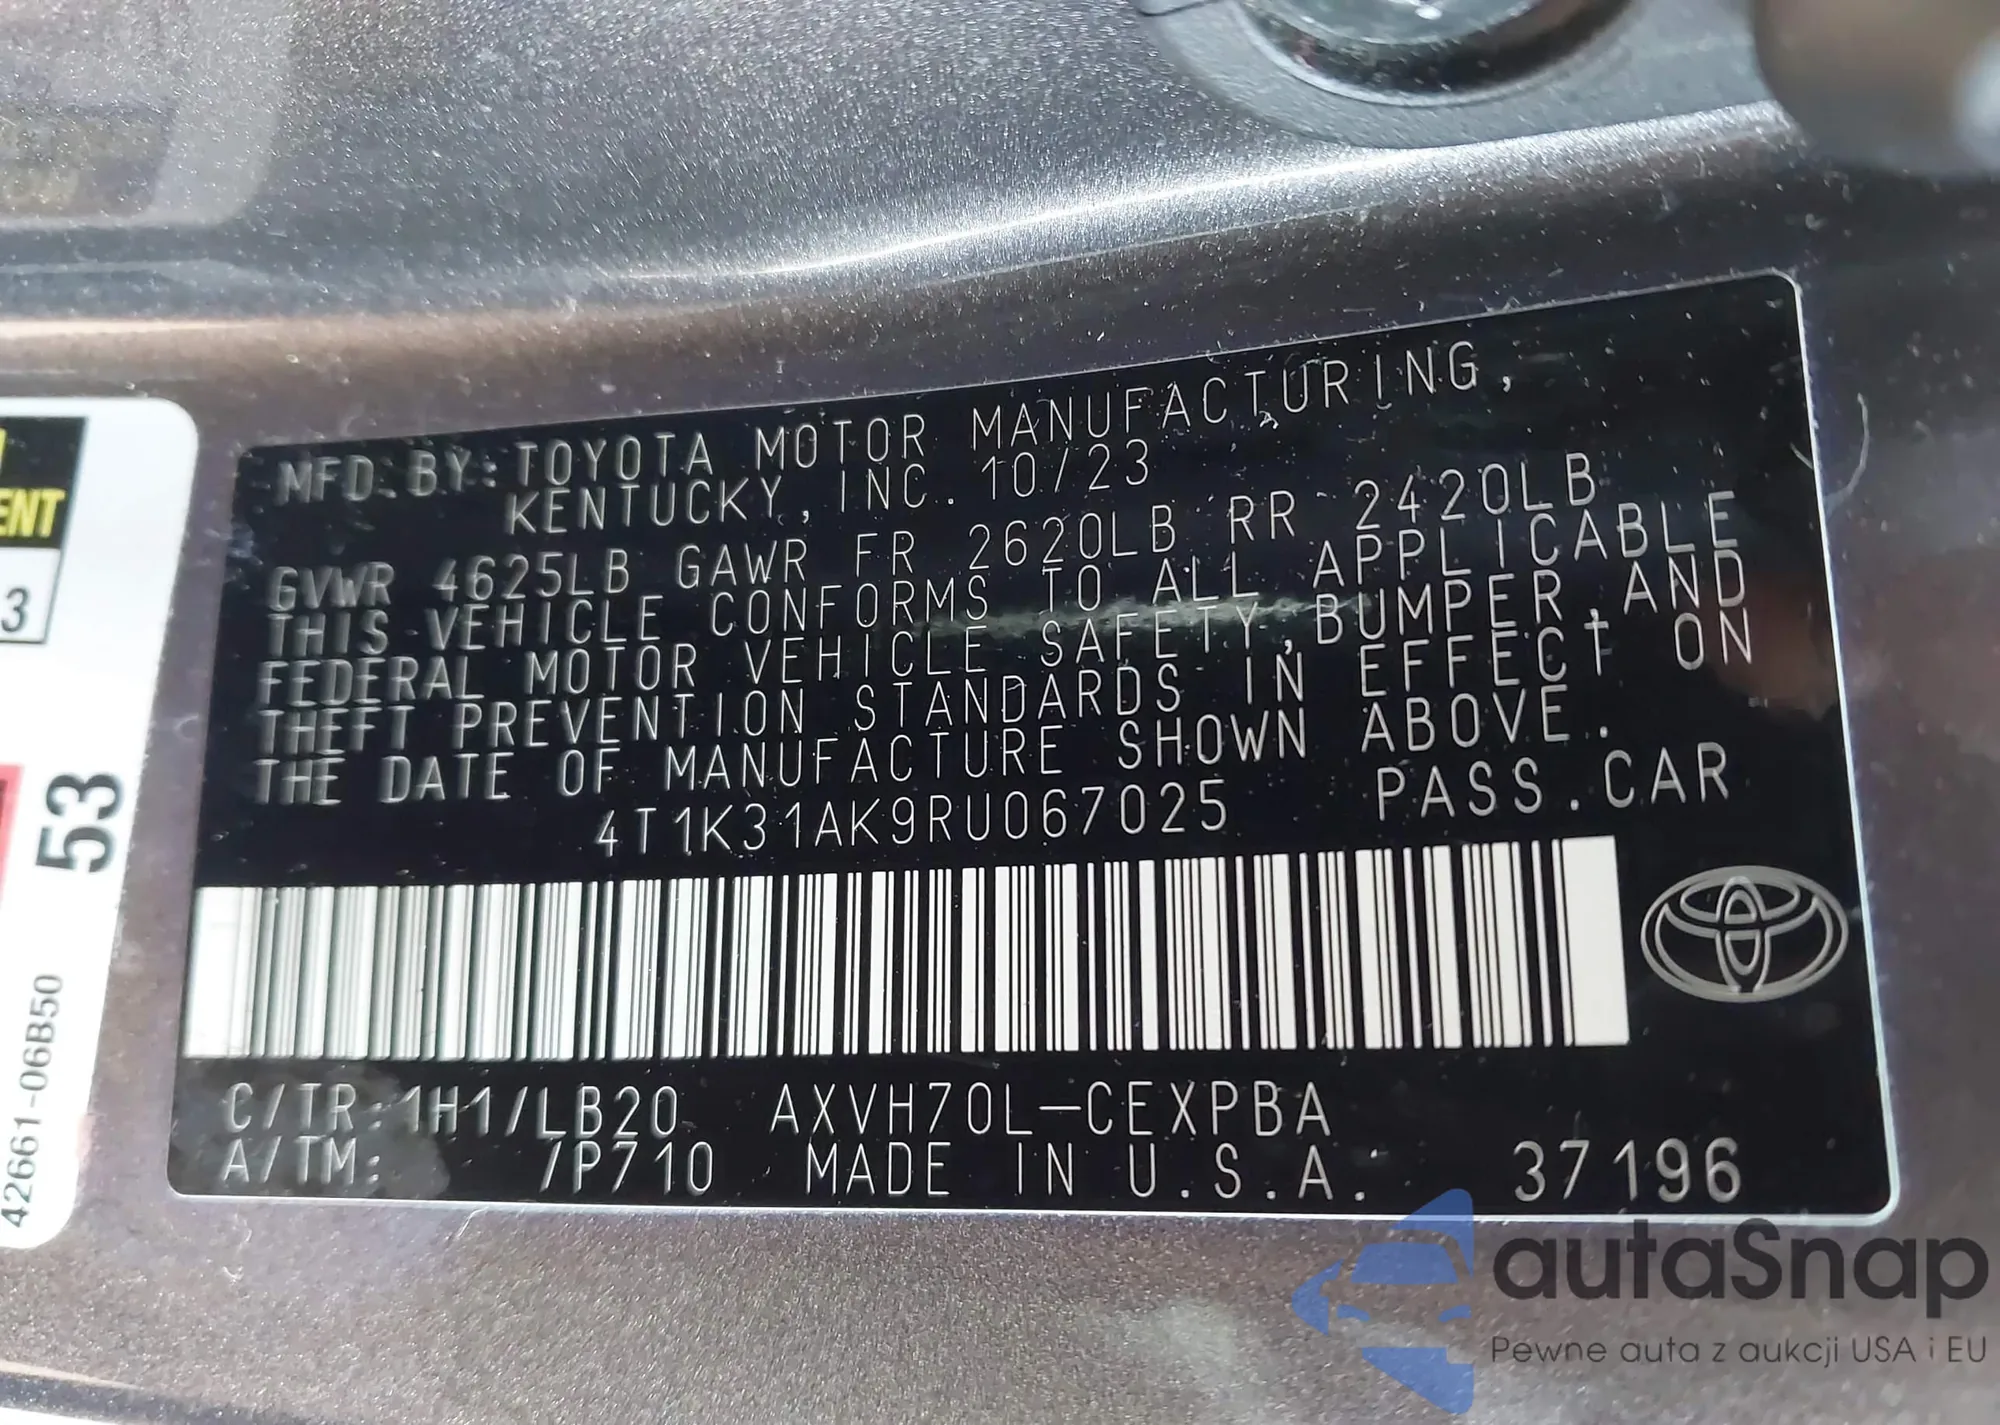 MFD. BY: TOYOTA MOTOR MANUFACTURING,
KENTUCKY, INC. 10/23
GVWR 4625LB GAWR FR 2620LB RR 2420LB
THIS VEHICLE CONFORMS TO ALL APPLICABLE
FEDERAL MOTOR VEHICLE SAFETY, BUMPER, AND
THEFT PREVENTION STANDARDS IN EFFECT ON
THE DATE OF MANUFACTURE SHOWN ABOVE.
4T1K31AK9RU067025 PASS. CAR
C/TR: 1H1/LB20 AXVH70L-CEXPBA
A/TM: /P710 MADE IN U.S.A. 37196
3
53
42661-06B50
autaSnap
Pewne auta z aukcji USA i EU